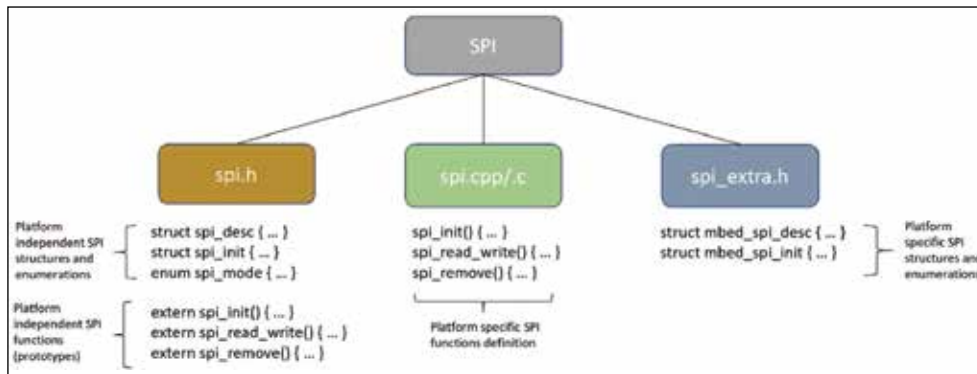 SPI
spi.h
spi.cpp/.c
spi_extra.h
Platform
independent SPI
structures and
enumerations
struct spi_desc { ... }
struct spi_init { ... }
enum spi_mode { ... }
Platform
independent SPI
functions
(prototypes)
extern spi_init() { ... }
extern spi_read_write() { ... }
extern spi_remove() { ... }
spi_init() { ... }
spi_read_write() { ... }
spi_remove() { ... }
Platform specific SPI
functions definition
struct mbed_spi_desc { ... }
struct mbed_spi_init { ... }
Platform
specific SPI
structures and
enumerations